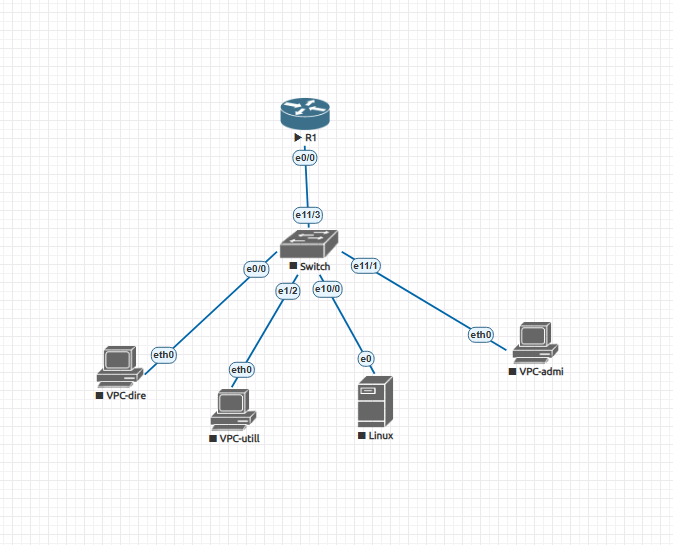 R1
e0/0
e11/3
Switch
e0/0
e11/1
e1/2
e10/0
eth0
eth0
eth0
e0
VPC-dire
VPC-utill
Linux
VPC-admi